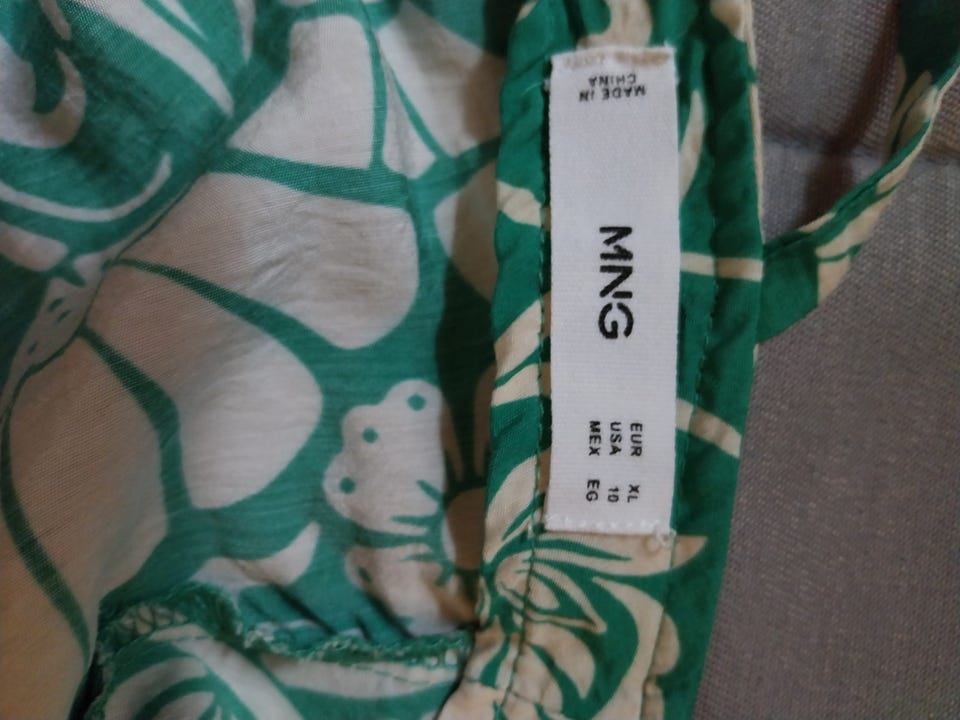 MADE IN
CHINA
MNG
EUR XL
USA 10
MEX EG